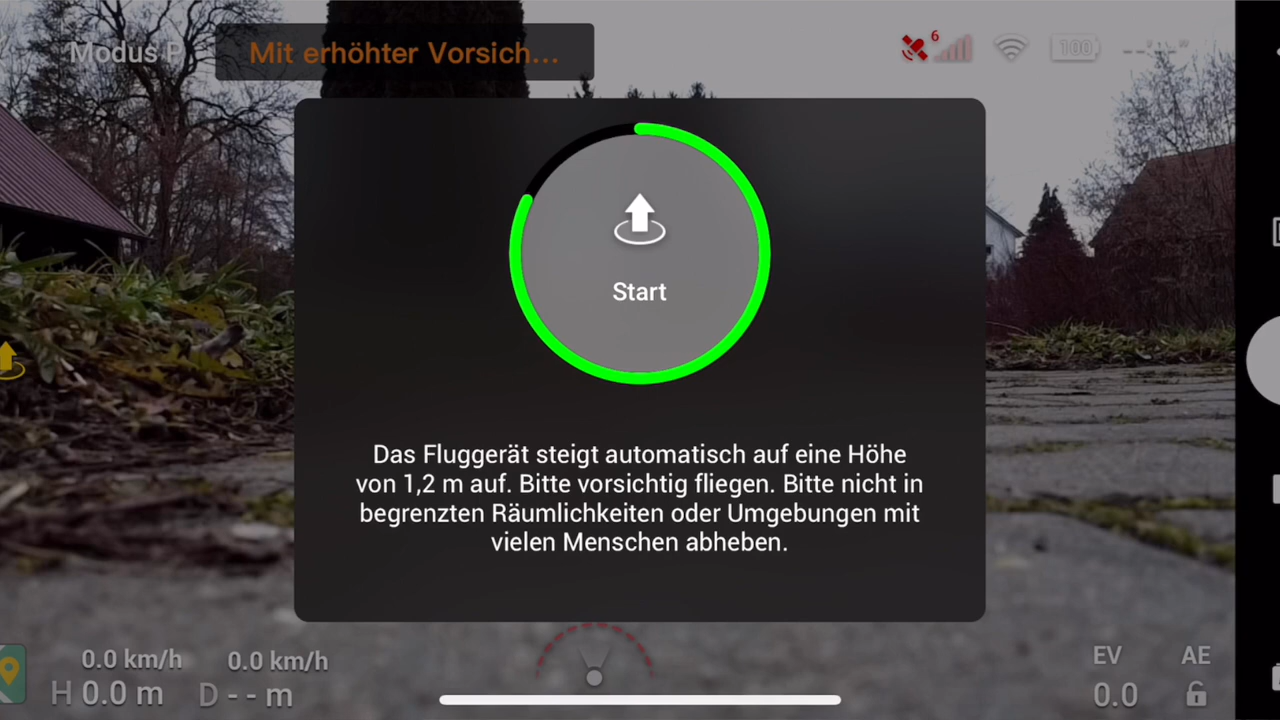 Modus P
Mit erhöhter Vorsich...
6
100
--'--"
Start
Das Fluggerät steigt automatisch auf eine Höhe
von 1,2 m auf. Bitte vorsichtig fliegen. Bitte nicht in
begrenzten Räumlichkeiten oder Umgebungen mit
vielen Menschen abheben.
0.0 km/h 0.0 km/h
H 0.0 m D -- m
EV AE
0.0